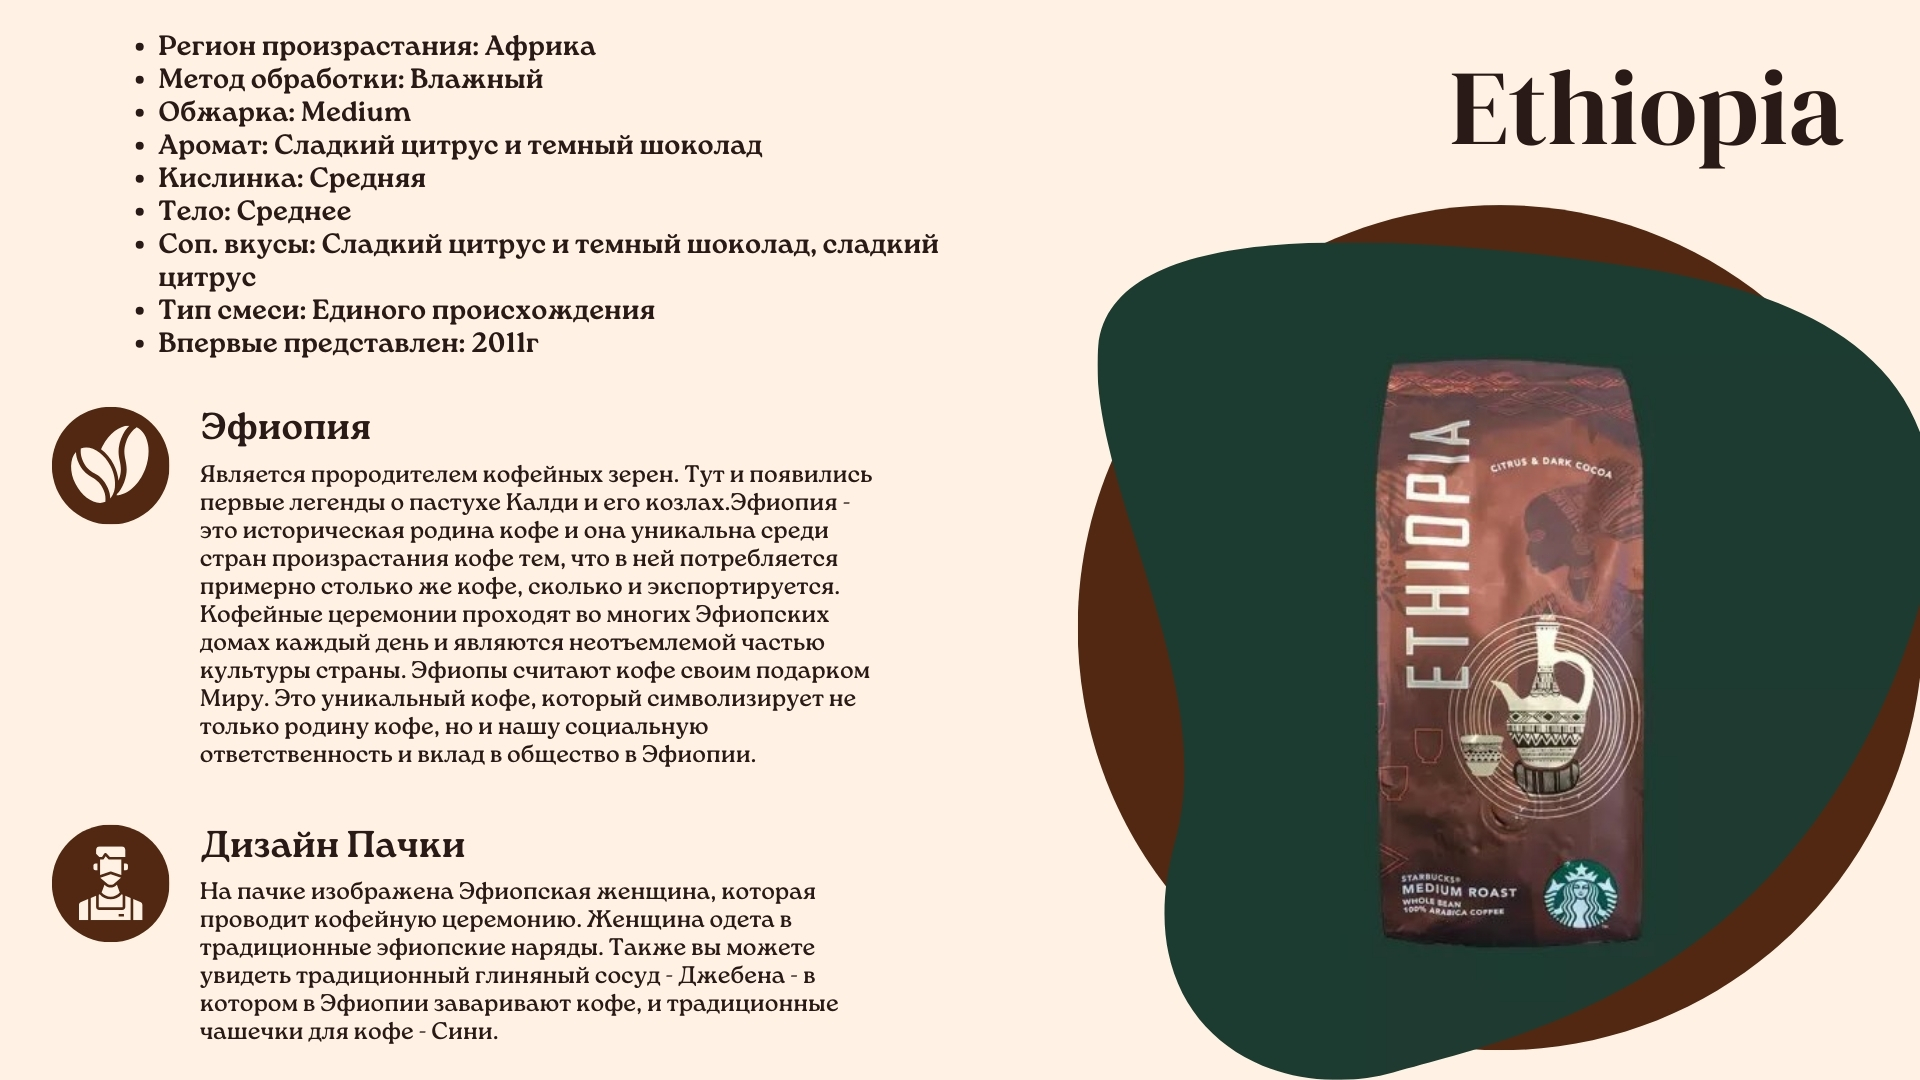 Ethiopia
• Регион произрастания: Африка
• Метод обработки: Влажный
• Обжарка: Medium
• Аромат: Сладкий цитрус и темный шоколад
• Кислинка: Средняя
• Тело: Среднее
• Соп. вкусы: Сладкий цитрус и темный шоколад, сладкий
цитрус
• Тип смеси: Единого происхождения
• Впервые представлен: 2011г
Эфиопия
Является прородителем кофейных зерен. Тут и появились
первые легенды о пастухе Калди и его козлах.Эфиопия -
это историческая родина кофе и она уникальна среди
стран произрастания кофе тем, что в ней потребляется
примерно столько же кофе, сколько и экспортируется.
Кофейные церемонии проходят во многих Эфиопских
домах каждый день и являются неотъемлемой частью
культуры страны. Эфиопы считают кофе своим подарком
Миру. Это уникальный кофе, который символизирует не
только родину кофе, но и нашу социальную
ответственность и вклад в общество в Эфиопии.
Дизайн Пачки
На пачке изображена Эфиопская женщина, которая
проводит кофейную церемонию. Женщина одета в
традиционные эфиопские наряды. Также вы можете
увидеть традиционный глиняный сосуд - Джебена - в
котором в Эфиопии заваривают кофе, и традиционные
чашечки для кофе - Сини.
ETHIOPIA
CITRUS & DARK COCOA
STARBUCKS®
MEDIUM ROAST
WHOLE BEAN
100% ARABICA COFFEE